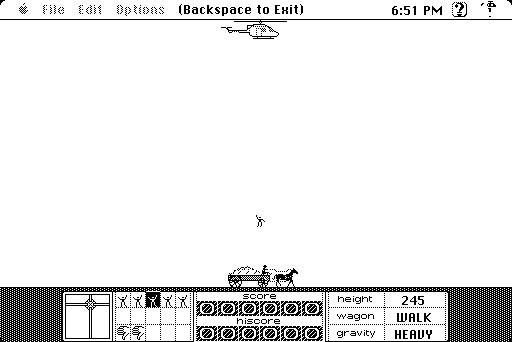 File Edit Options (Backspace to Exit) 6:51 PM
score
hiscore
height 245
wagon WALK
gravity HEAVY